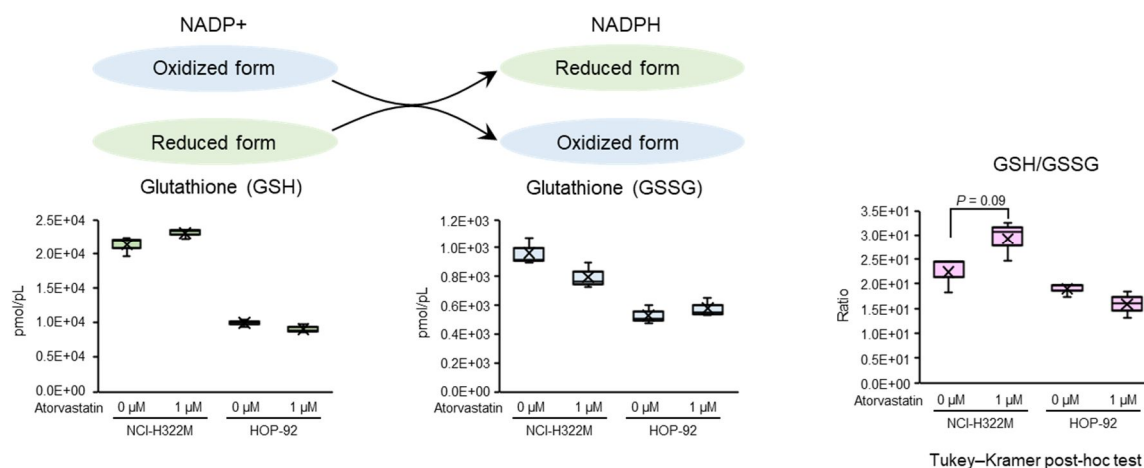 NADP+ NADPH
Oxidized form Reduced form
Reduced form Oxidized form
Glutathione (GSH)
2.5E+04
2.0E+04
1.5E+04
1.0E+04
0.5E+04
0.0E+00
pmol/pL
Atorvastatin 0 μM 1 μM 0 μM 1 μM
NCI-H322M HOP-92
Glutathione (GSSG)
1.2E+03
1.0E+03
0.8E+03
0.6E+03
0.4E+03
0.2E+03
0.0E+00
pmol/pL
Atorvastatin 0 μM 1 μM 0 μM 1 μM
NCI-H322M HOP-92
GSH/GSSG
P = 0.09
3.5E+01
3.0E+01
2.5E+01
2.0E+01
1.5E+01
1.0E+01
0.5E+01
0.0E+00
Ratio
Atorvastatin 0 μM 1 μM 0 μM 1 μM
NCI-H322M HOP-92
Tukey–Kramer post-hoc test